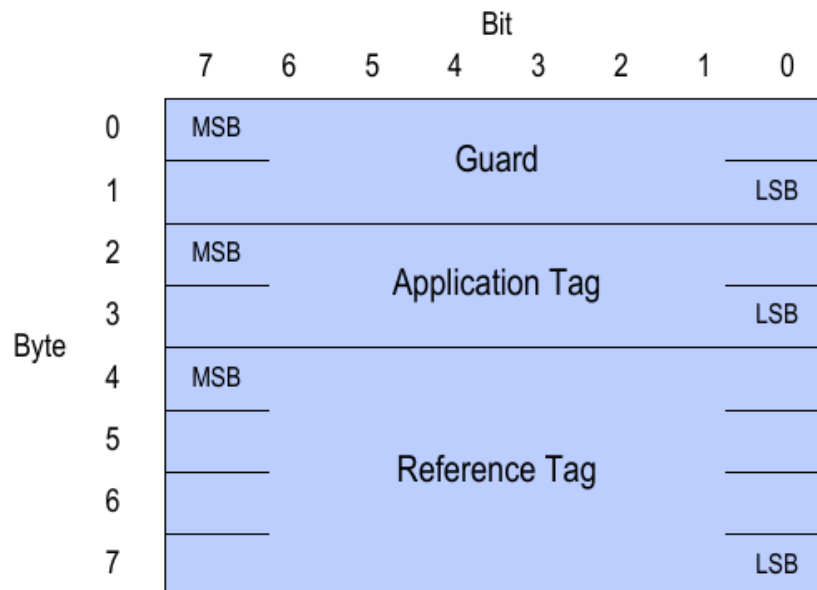 Bit
7 6 5 4 3 2 1 0
0 MSB
Guard
1 LSB
2 MSB
Application Tag
3 LSB
Byte
4 MSB
5
Reference Tag
6
7 LSB